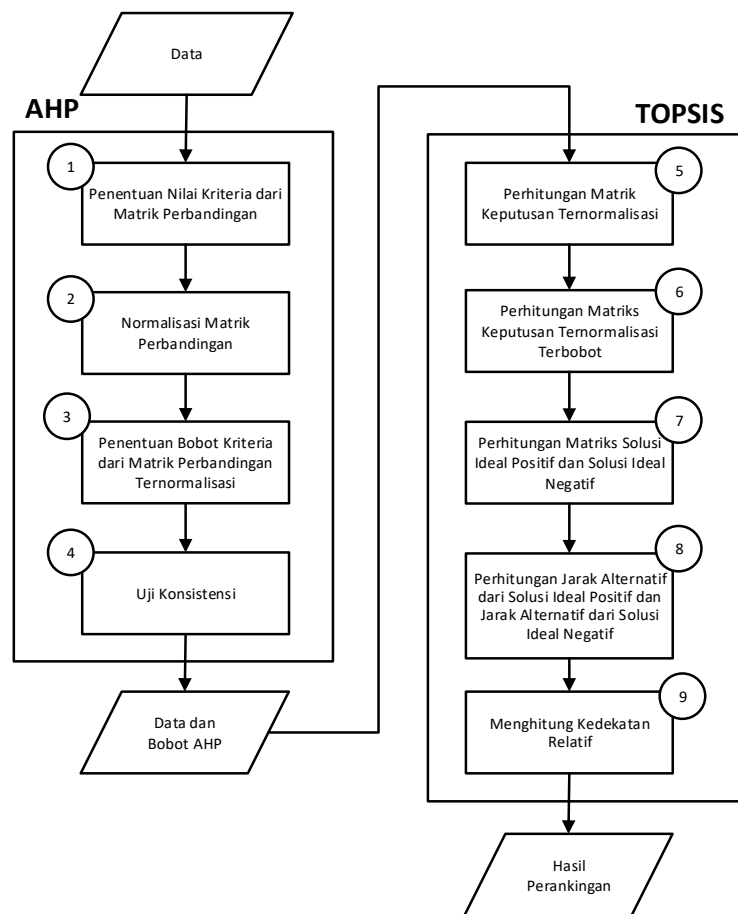 Data
AHP
1
Penentuan Nilai Kriteria dari
Matrik Perbandingan
2
Normalisasi Matrik
Perbandingan
3
Penentuan Bobot Kriteria
dari Matrik Perbandingan
Ternormalisasi
4
Uji Konsistensi
Data dan
Bobot AHP
TOPSIS
5
Perhitungan Matrik
Keputusan Ternormalisasi
6
Perhitungan Matriks
Keputusan Ternormalisasi
Terbobot
7
Perhitungan Matriks Solusi
Ideal Positif dan Solusi Ideal
Negatif
8
Perhitungan Jarak Alternatif
dari Solusi Ideal Positif dan
Jarak Alternatif dari Solusi
Ideal Negatif
9
Menghitung Kedekatan
Relatif
Hasil
Perankingan